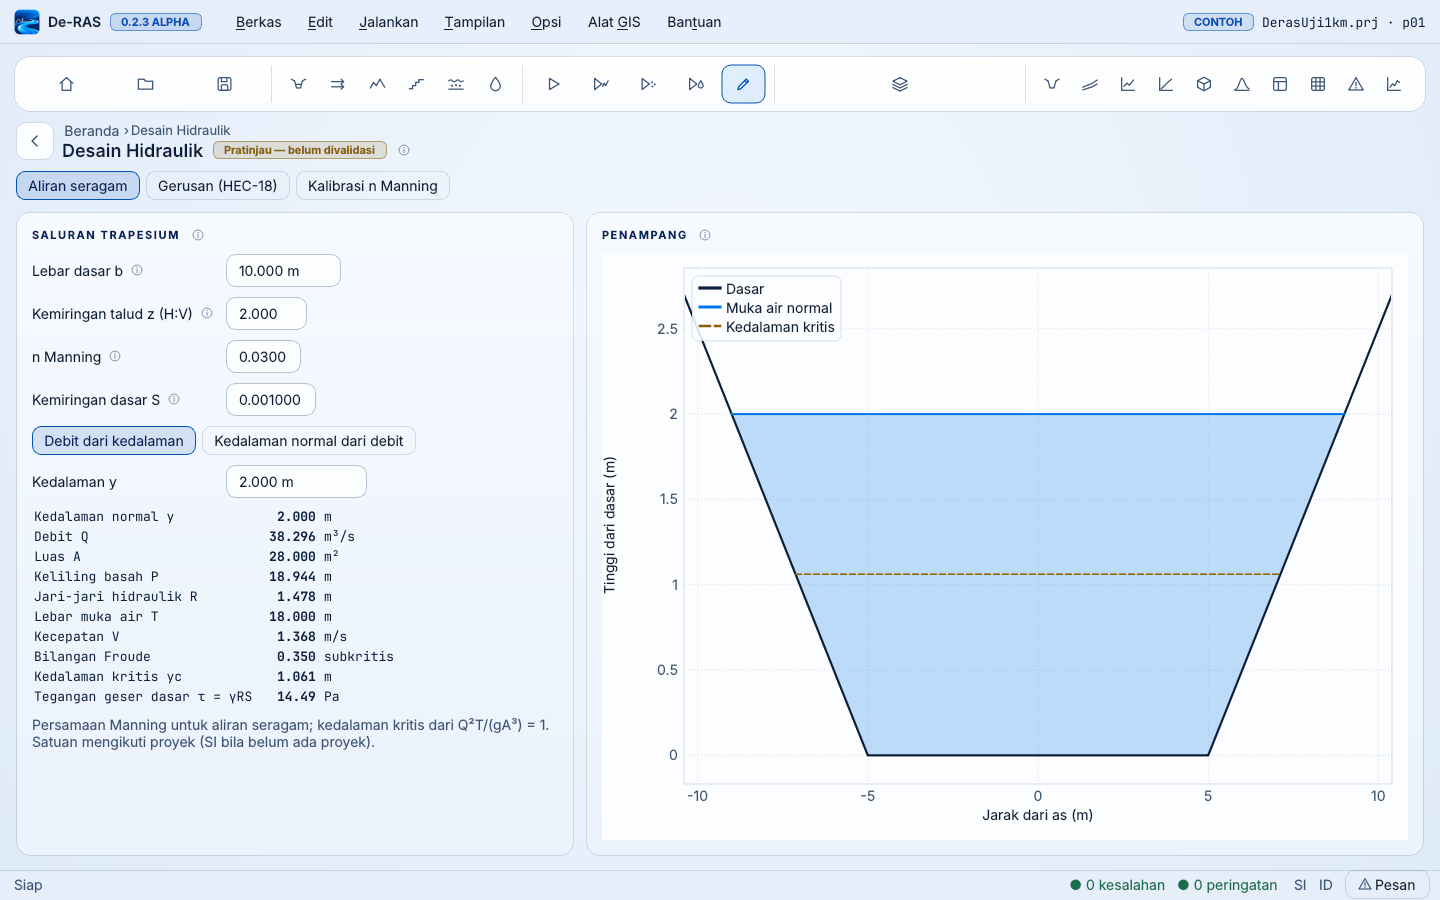 De-RAS 0.2.3 ALPHA Berkas Edit Jalankan Tampilan Opsi Alat GIS Bantuan CONTOH DerasUji1km.prj · p01
Beranda › Desain Hidraulik
Desain Hidraulik Pratinjau — belum divalidasi
Aliran seragam Gerusan (HEC-18) Kalibrasi n Manning
SALURAN TRAPESIUM
Lebar dasar b 10.000 m
Kemiringan talud z (H:V) 2.000
n Manning 0.0300
Kemiringan dasar S 0.001000
Debit dari kedalaman Kedalaman normal dari debit
Kedalaman y 2.000 m
Kedalaman normal y 2.000 m
Debit Q 38.296 m³/s
Luas A 28.000 m²
Keliling basah P 18.944 m
Jari-jari hidraulik R 1.478 m
Lebar muka air T 18.000 m
Kecepatan V 1.368 m/s
Bilangan Froude 0.350 subkritis
Kedalaman kritis yc 1.061 m
Tegangan geser dasar τ = γRS 14.49 Pa
Persamaan Manning untuk aliran seragam; kedalaman kritis dari Q²T/(gA³) = 1.
Satuan mengikuti proyek (SI bila belum ada proyek).
PENAMPANG
Dasar
Muka air normal
Kedalaman kritis
2.5
2
1.5
1
0.5
0
Tinggi dari dasar (m)
-10 -5 0 5 10
Jarak dari as (m)
Siap 0 kesalahan 0 peringatan SI ID Pesan